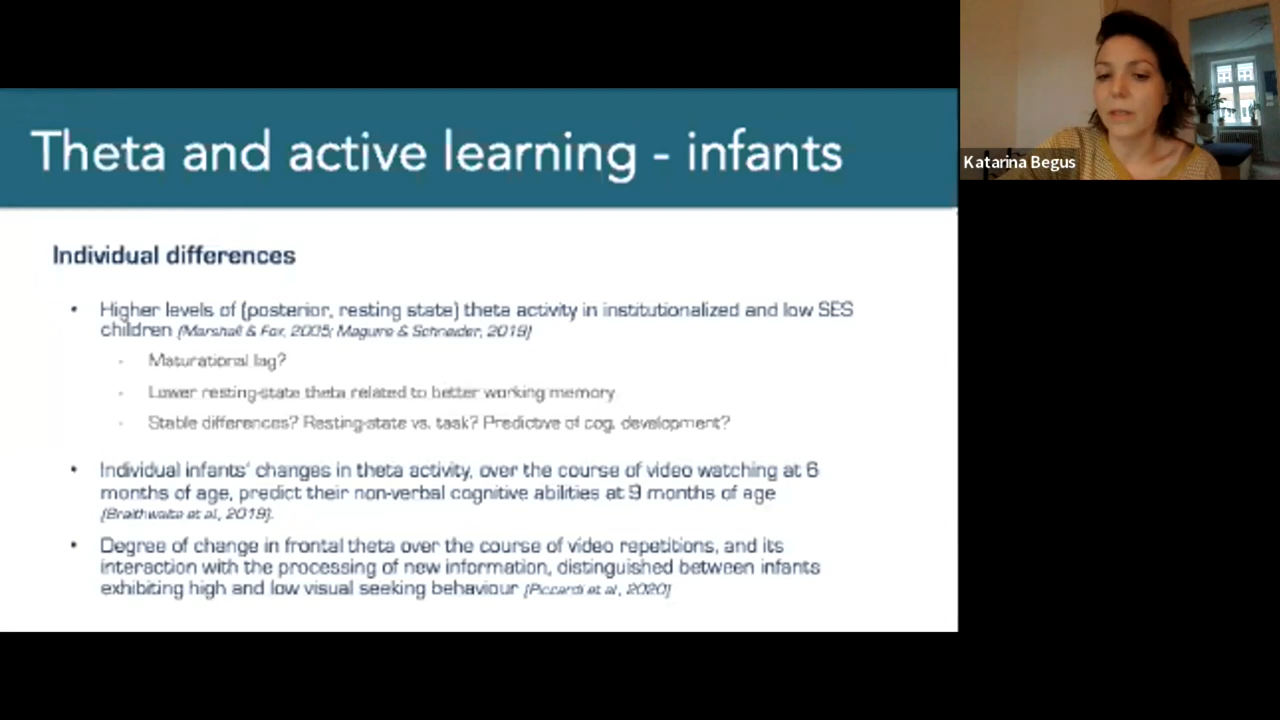 Theta and active learning - infants
Katarina Begus
Individual differences
• Higher levels of (posterior, resting state) theta activity in institutionalized and low SES
children (Marshall & Fox, 2005; Maguire & Schneider, 2019)
- Maturational lag?
- Lower resting-state theta related to better working memory
- Stable differences? Resting-state vs. task? Predictive of cog. development?
• Individual infants' changes in theta activity, over the course of video watching at 6
months of age, predict their non-verbal cognitive abilities at 9 months of age
(Braithwaite et al, 2019).
• Degree of change in frontal theta over the course of video repetitions, and its
interaction with the processing of new information, distinguished between infants
exhibiting high and low visual seeking behaviour (Piccardi et al, 2020)